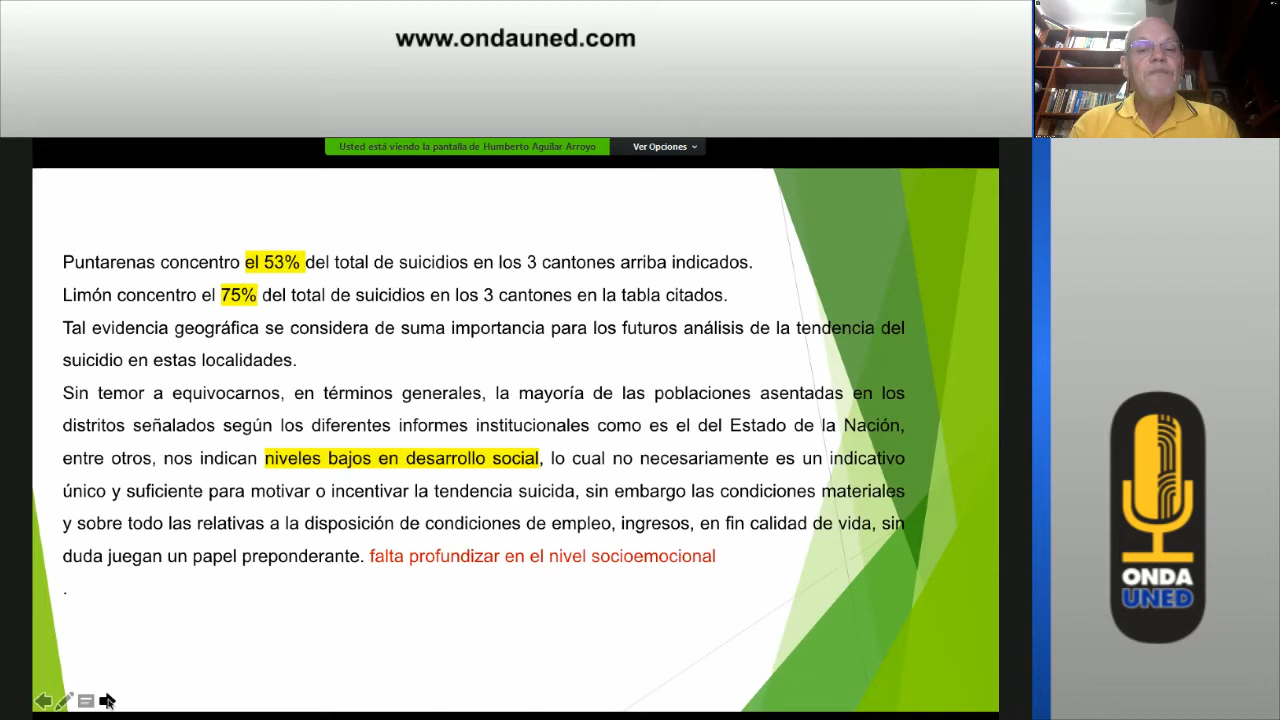 www.ondauned.com
Usted está viendo la pantalla de Humberto Aguilar Arroyo
Ver Opciones
Puntarenas concentro el 53% del total de suicidios en los 3 cantones arriba indicados.
Limón concentro el 75% del total de suicidios en los 3 cantones en la tabla citados.
Tal evidencia geográfica se considera de suma importancia para los futuros análisis de la tendencia del
suicidio en estas localidades.
Sin temor a equivocarnos, en términos generales, la mayoría de las poblaciones asentadas en los
distritos señalados según los diferentes informes institucionales como es el del Estado de la Nación,
entre otros, nos indican niveles bajos en desarrollo social, lo cual no necesariamente es un indicativo
único y suficiente para motivar o incentivar la tendencia suicida, sin embargo las condiciones materiales
y sobre todo las relativas a la disposición de condiciones de empleo, ingresos, en fin calidad de vida, sin
duda juegan un papel preponderante. falta profundizar en el nivel socioemocional
.
ONDA
UNED